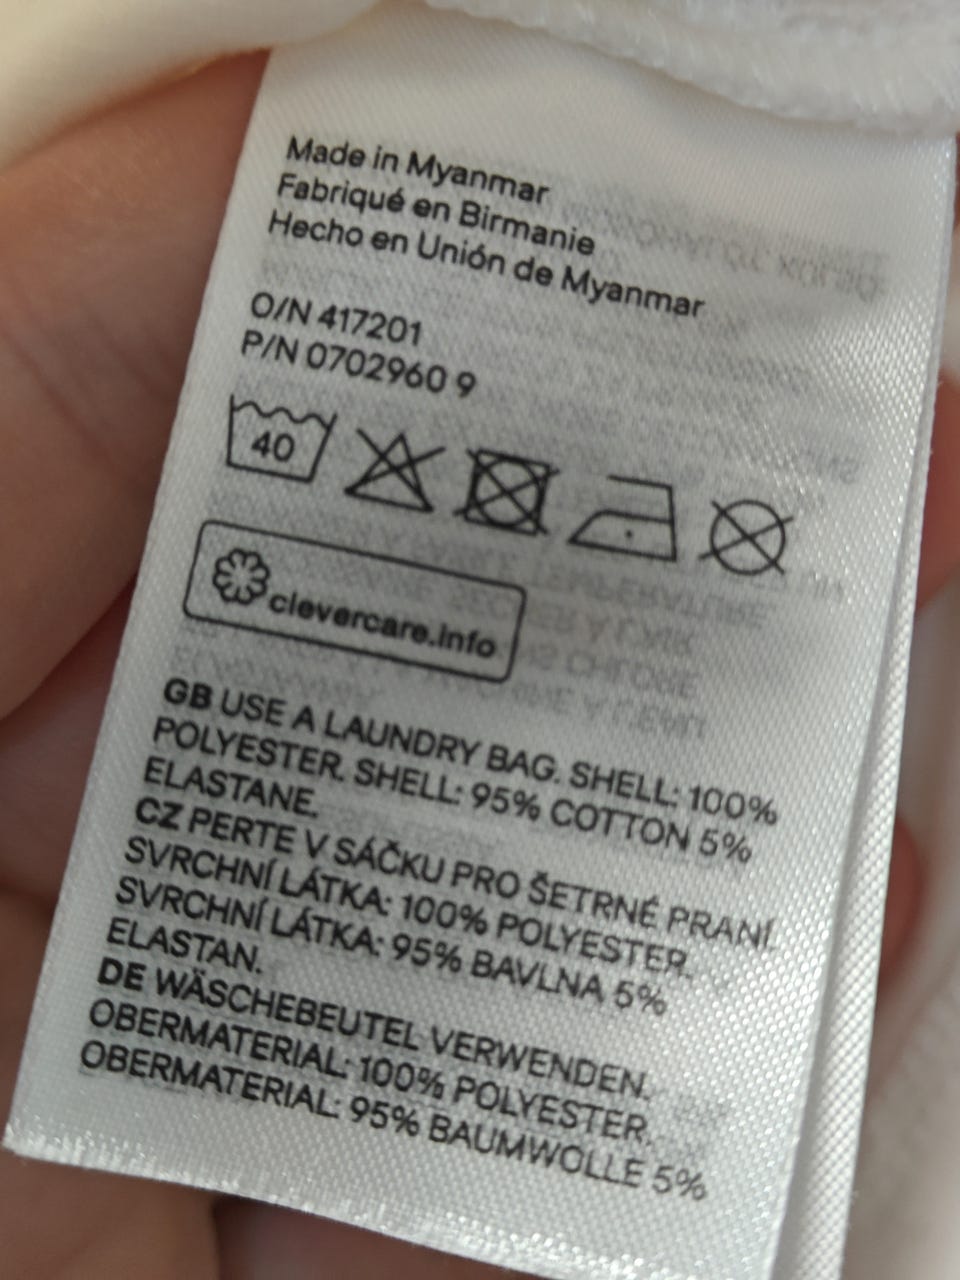 Made in Myanmar
Fabriqué en Birmanie
Hecho en Unión de Myanmar
O/N 417201
P/N 0702960 9
40
clevercare.info
GB USE A LAUNDRY BAG. SHELL: 100%
POLYESTER. SHELL: 95% COTTON 5%
ELASTANE.
CZ PERTE V SÁČKU PRO ŠETRNÉ PRANÍ.
SVRCHNÍ LÁTKA: 100% POLYESTER.
SVRCHNÍ LÁTKA: 95% BAVLNA 5%
ELASTAN.
DE WÄSCHEBEUTEL VERWENDEN.
OBERMATERIAL: 100% POLYESTER.
OBERMATERIAL: 95% BAUMWOLLE 5%